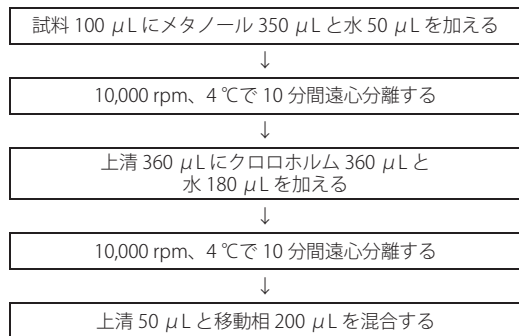 試料 100 μL にメタノール 350 μL と水 50 μL を加える
↓
10,000 rpm、4 ℃で 10 分間遠心分離する
↓
上清 360 μL にクロロホルム 360 μL と
水 180 μL を加える
↓
10,000 rpm、4 ℃で 10 分間遠心分離する
↓
上清 50 μL と移動相 200 μL を混合する